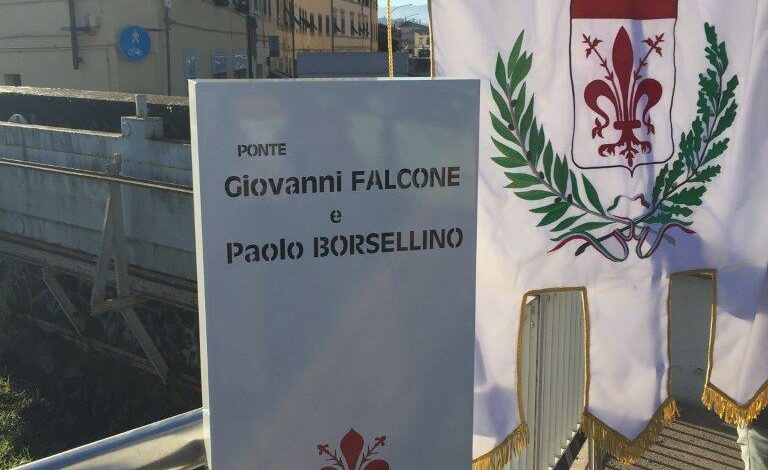 PONTE
Giovanni FALCONE
e
Paolo BORSELLINO